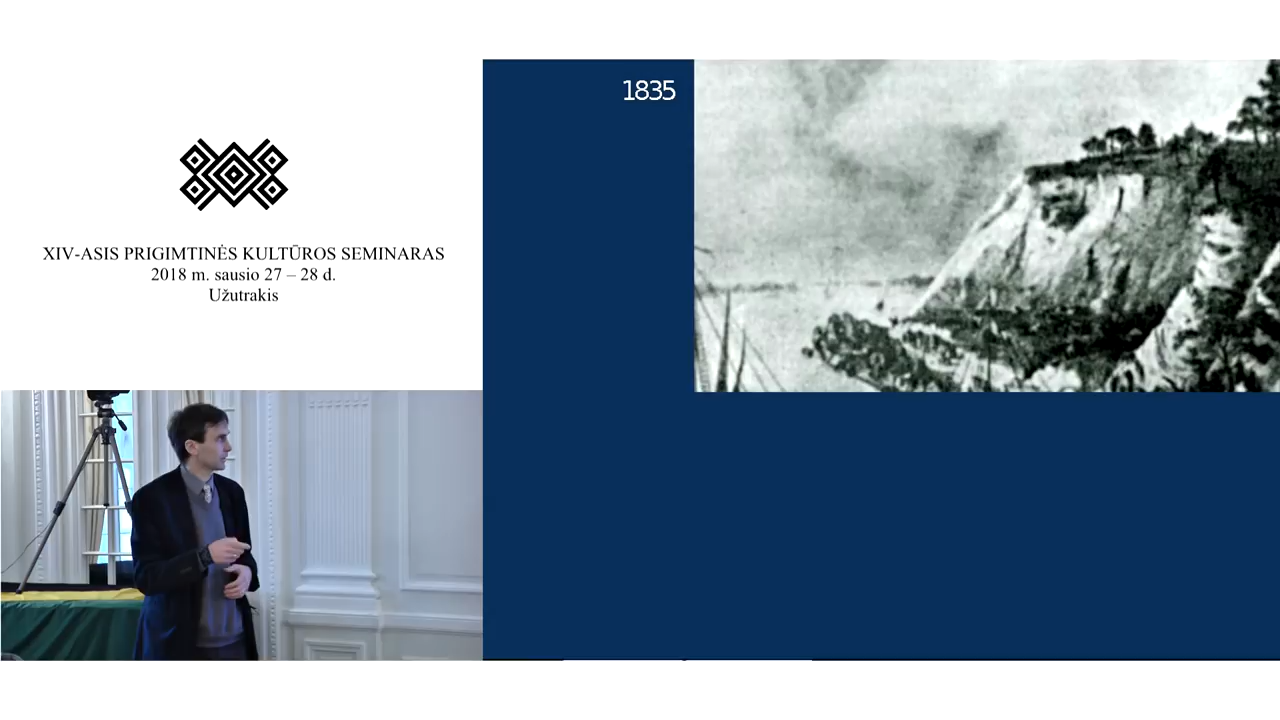 XIV-ASIS PRIGIMTINĖS KULTŪROS SEMINARAS
2018 m. sausio 27 – 28 d.
Užutrakis
1835